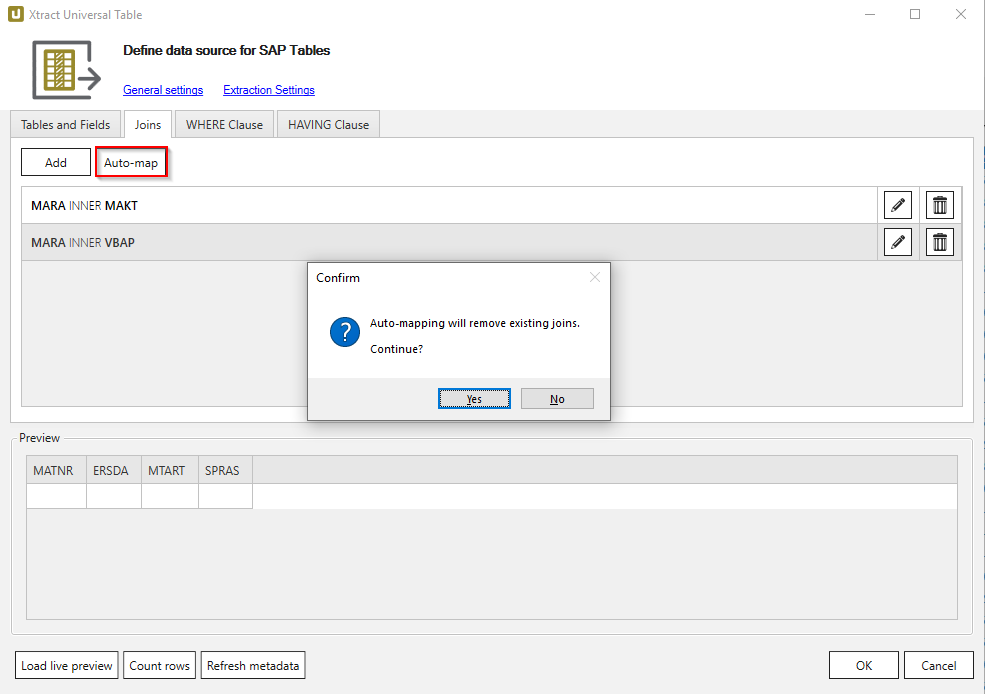 Xtract Universal Table
Define data source for SAP Tables
General settings Extraction Settings
Tables and Fields Joins WHERE Clause HAVING Clause
Add Auto-map
MARA INNER MAKT
MARA INNER VBAP
Confirm
?
Auto-mapping will remove existing joins.
Continue?
Yes No
Preview
MATNR ERSDA MTART SPRAS
Load live preview Count rows Refresh metadata OK Cancel